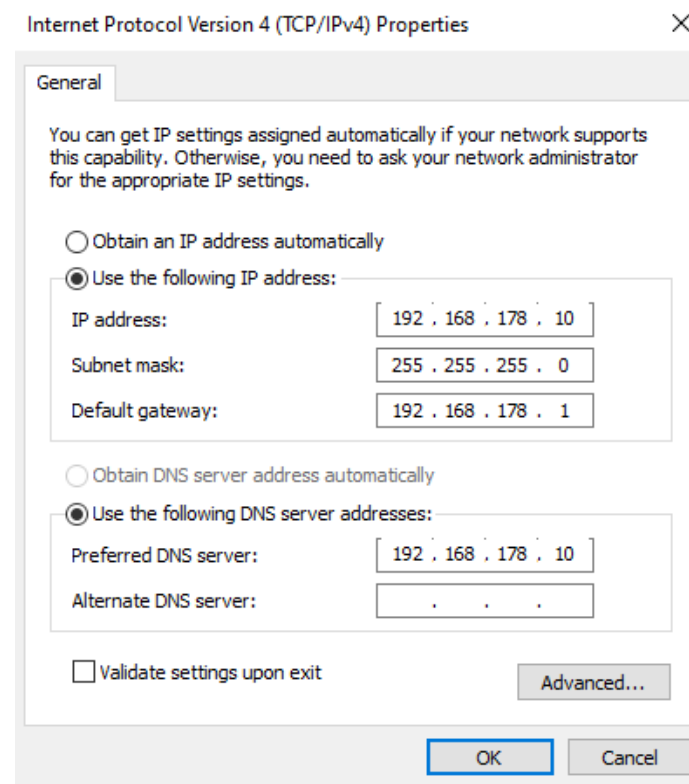 Internet Protocol Version 4 (TCP/IPv4) Properties
General
You can get IP settings assigned automatically if your network supports
this capability. Otherwise, you need to ask your network administrator
for the appropriate IP settings.
Obtain an IP address automatically
Use the following IP address:
IP address: 192 . 168 . 178 . 10
Subnet mask: 255 . 255 . 255 . 0
Default gateway: 192 . 168 . 178 . 1
Obtain DNS server address automatically
Use the following DNS server addresses:
Preferred DNS server: 192 . 168 . 178 . 10
Alternate DNS server: . . .
Validate settings upon exit
Advanced...
OK Cancel